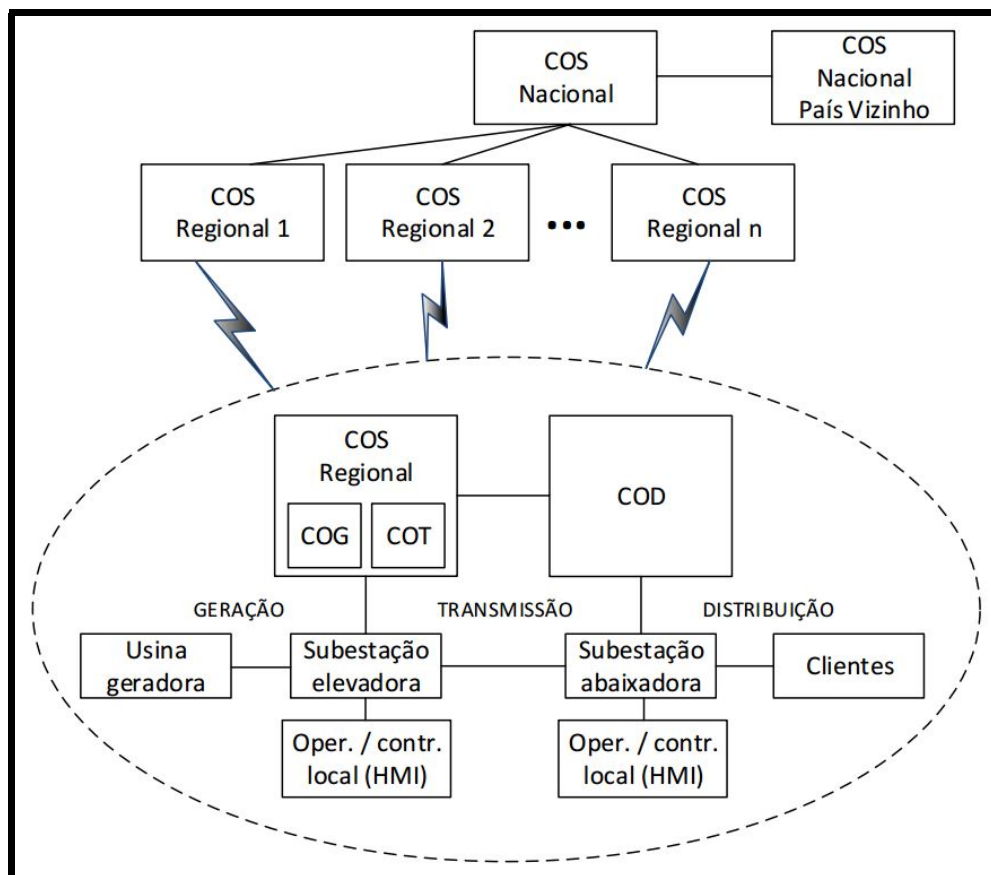 COS
Nacional
COS
Nacional
País Vizinho
COS
Regional 1
COS
Regional 2
...
COS
Regional n
COS
Regional
COG
COT
COD
GERAÇÃO
TRANSMISSÃO
DISTRIBUIÇÃO
Usina
geradora
Subestação
elevadora
Subestação
abaixadora
Clientes
Oper. / contr.
local (HMI)
Oper. / contr.
local (HMI)